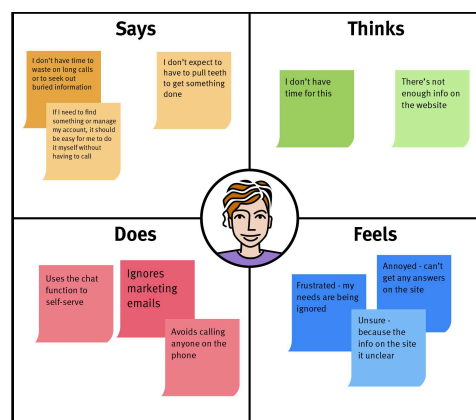 Says
I don't have time to
waste on long calls
or to seek out
buried information
If I need to find
something or manage
my account, it should
be easy for me to do
it myself without
having to call
I don't expect to
have to pull teeth
to get something
done
Thinks
I don't have
time for this
There's not
enough info on
the website
Does
Uses the chat
function to
self-serve
Ignores
marketing
emails
Avoids calling
anyone on the
phone
Feels
Frustrated - my
needs are being
ignored
Annoyed - can't
get any answers
on the site
Unsure -
because the
info on the site
it unclear